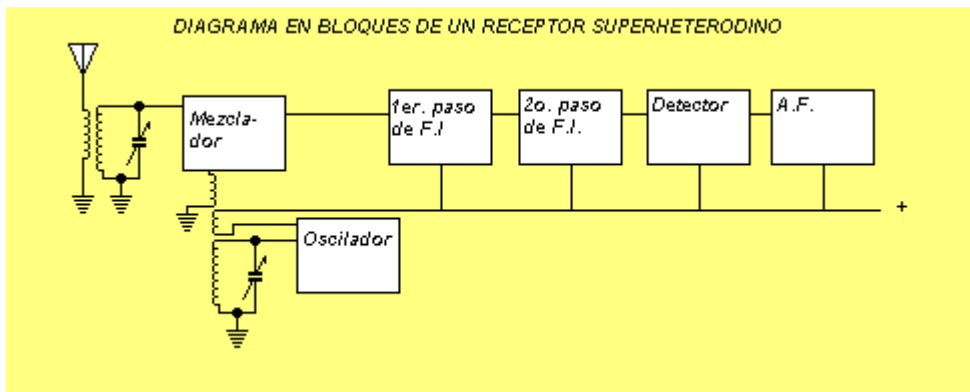 DIAGRAMA EN BLOQUES DE UN RECEPTOR SUPERHETERODINO
Mezcla-
dor
1er. paso
de F.I
2o. paso
de F.I.
Detector
A.F.
+
Oscilador